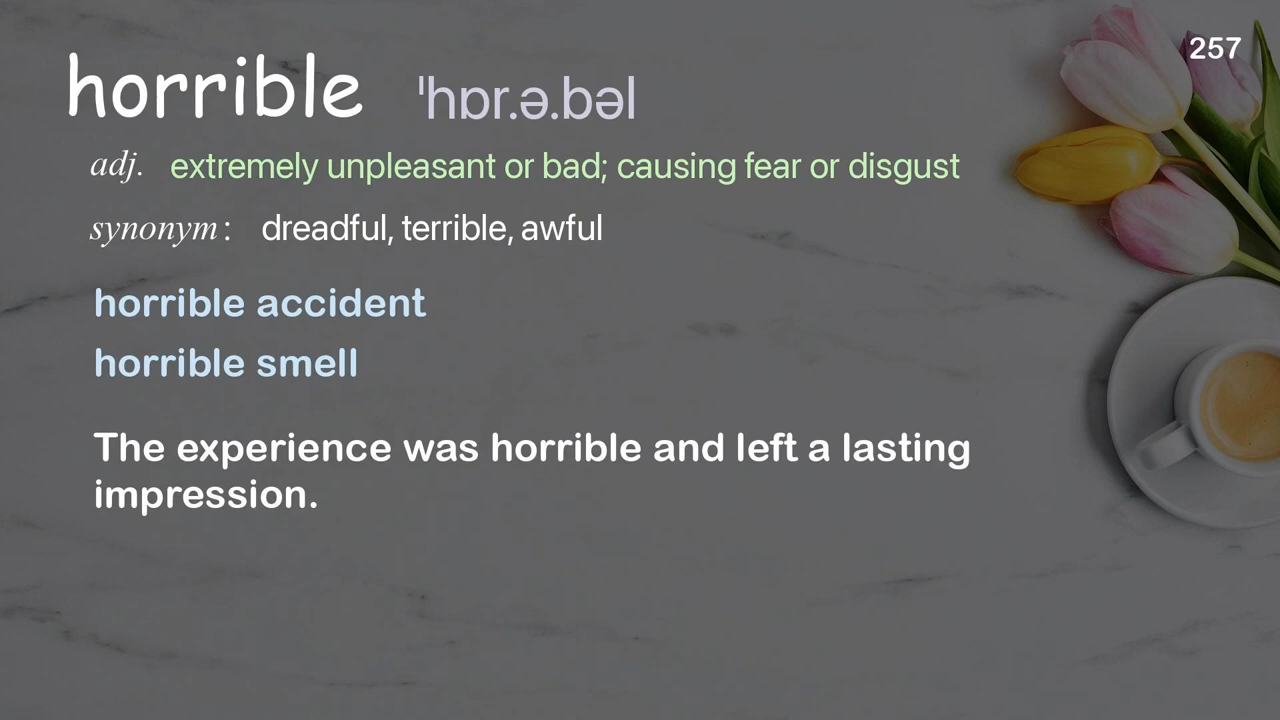 257
horrible ˈhɒr.ə.bəl
adj. extremely unpleasant or bad; causing fear or disgust
synonym: dreadful, terrible, awful
horrible accident
horrible smell
The experience was horrible and left a lasting
impression.